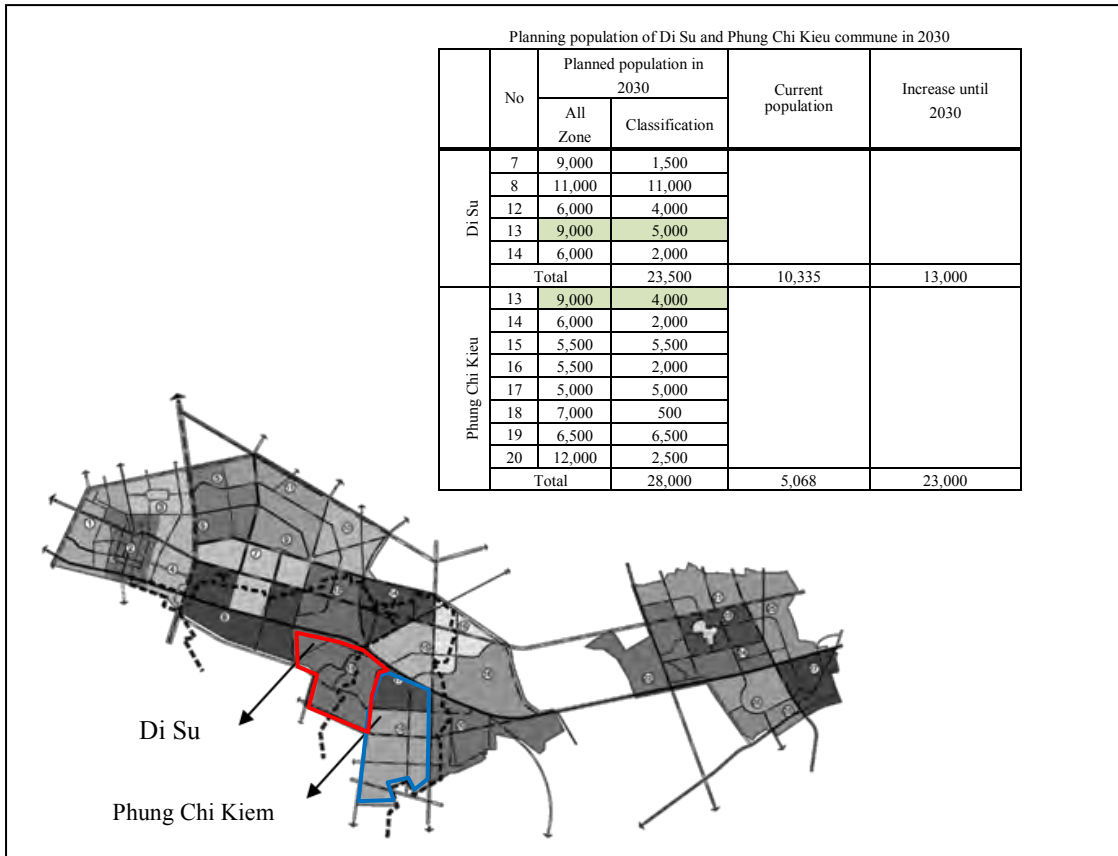 Planning population of Di Su and Phung Chi Kieu commune in 2030
No
Planned population in 2030
Current population
Increase until 2030
All Zone
Classification
Di Su
7 9,000 1,500
8 11,000 11,000
12 6,000 4,000
13 9,000 5,000
14 6,000 2,000
Total 23,500 10,335 13,000
Phung Chi Kieu
13 9,000 4,000
14 6,000 2,000
15 5,500 5,500
16 5,500 2,000
17 5,000 5,000
18 7,000 500
19 6,500 6,500
20 12,000 2,500
Total 28,000 5,068 23,000
Di Su
Phung Chi Kiem